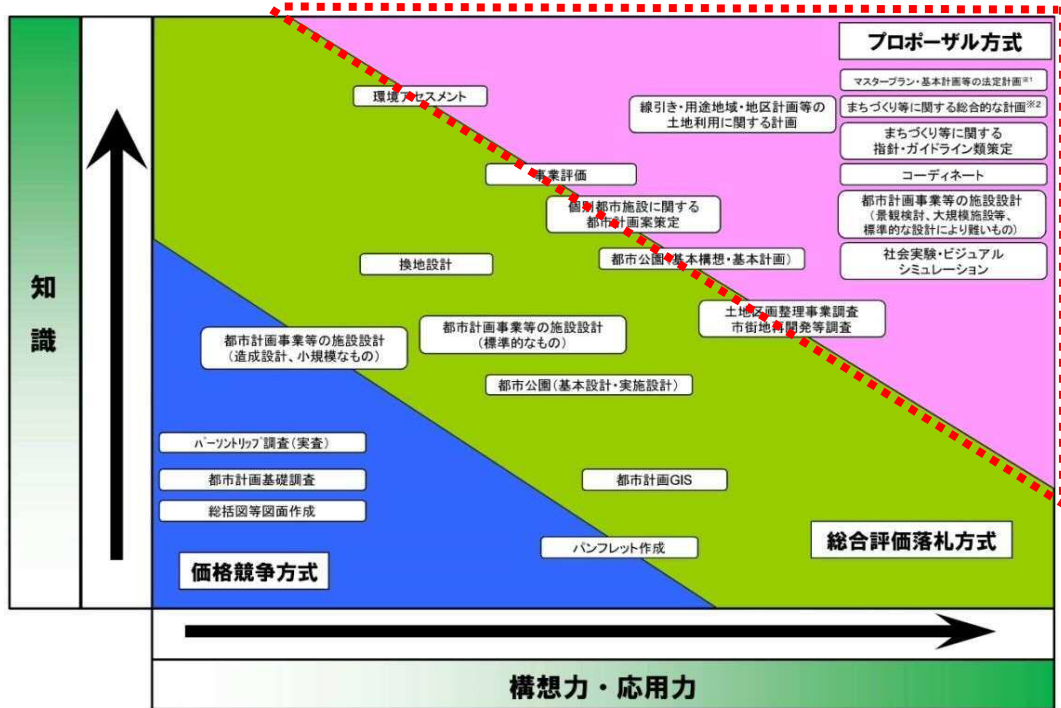 プロポーザル方式
マスタープラン・基本計画等の法定計画※1
環境アセスメント
線引き・用途地域・地区計画等の
土地利用に関する計画
まちづくり等に関する総合的な計画※2
まちづくり等に関する
指針・ガイドライン類策定
事業評価
コーディネート
個別都市施設に関する
都市計画案策定
都市計画事業等の施設設計
(景観検討、大規模施設等、
標準的な設計により難いもの)
換地設計
都市公園(基本構想・基本計画)
社会実験・ビジュアル
シミュレーション
知
識
土地区画整理事業調査
市街地再開発等調査
都市計画事業等の施設設計
(造成設計、小規模なもの)
都市計画事業等の施設設計
(標準的なもの)
都市公園(基本設計・実施設計)
パーソントリップ調査(実査)
都市計画基礎調査
都市計画GIS
総括図等図面作成
価格競争方式
パンフレット作成
総合評価落札方式
構想力・応用力